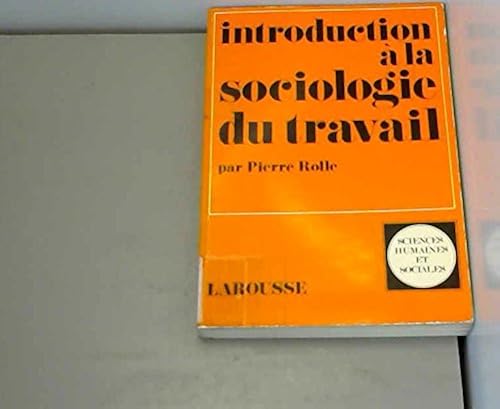 introduction
à la
sociologie
du travail
par Pierre Rolle
SCIENCES
HUMAINES
ET
SOCIALES
LAROUSSE